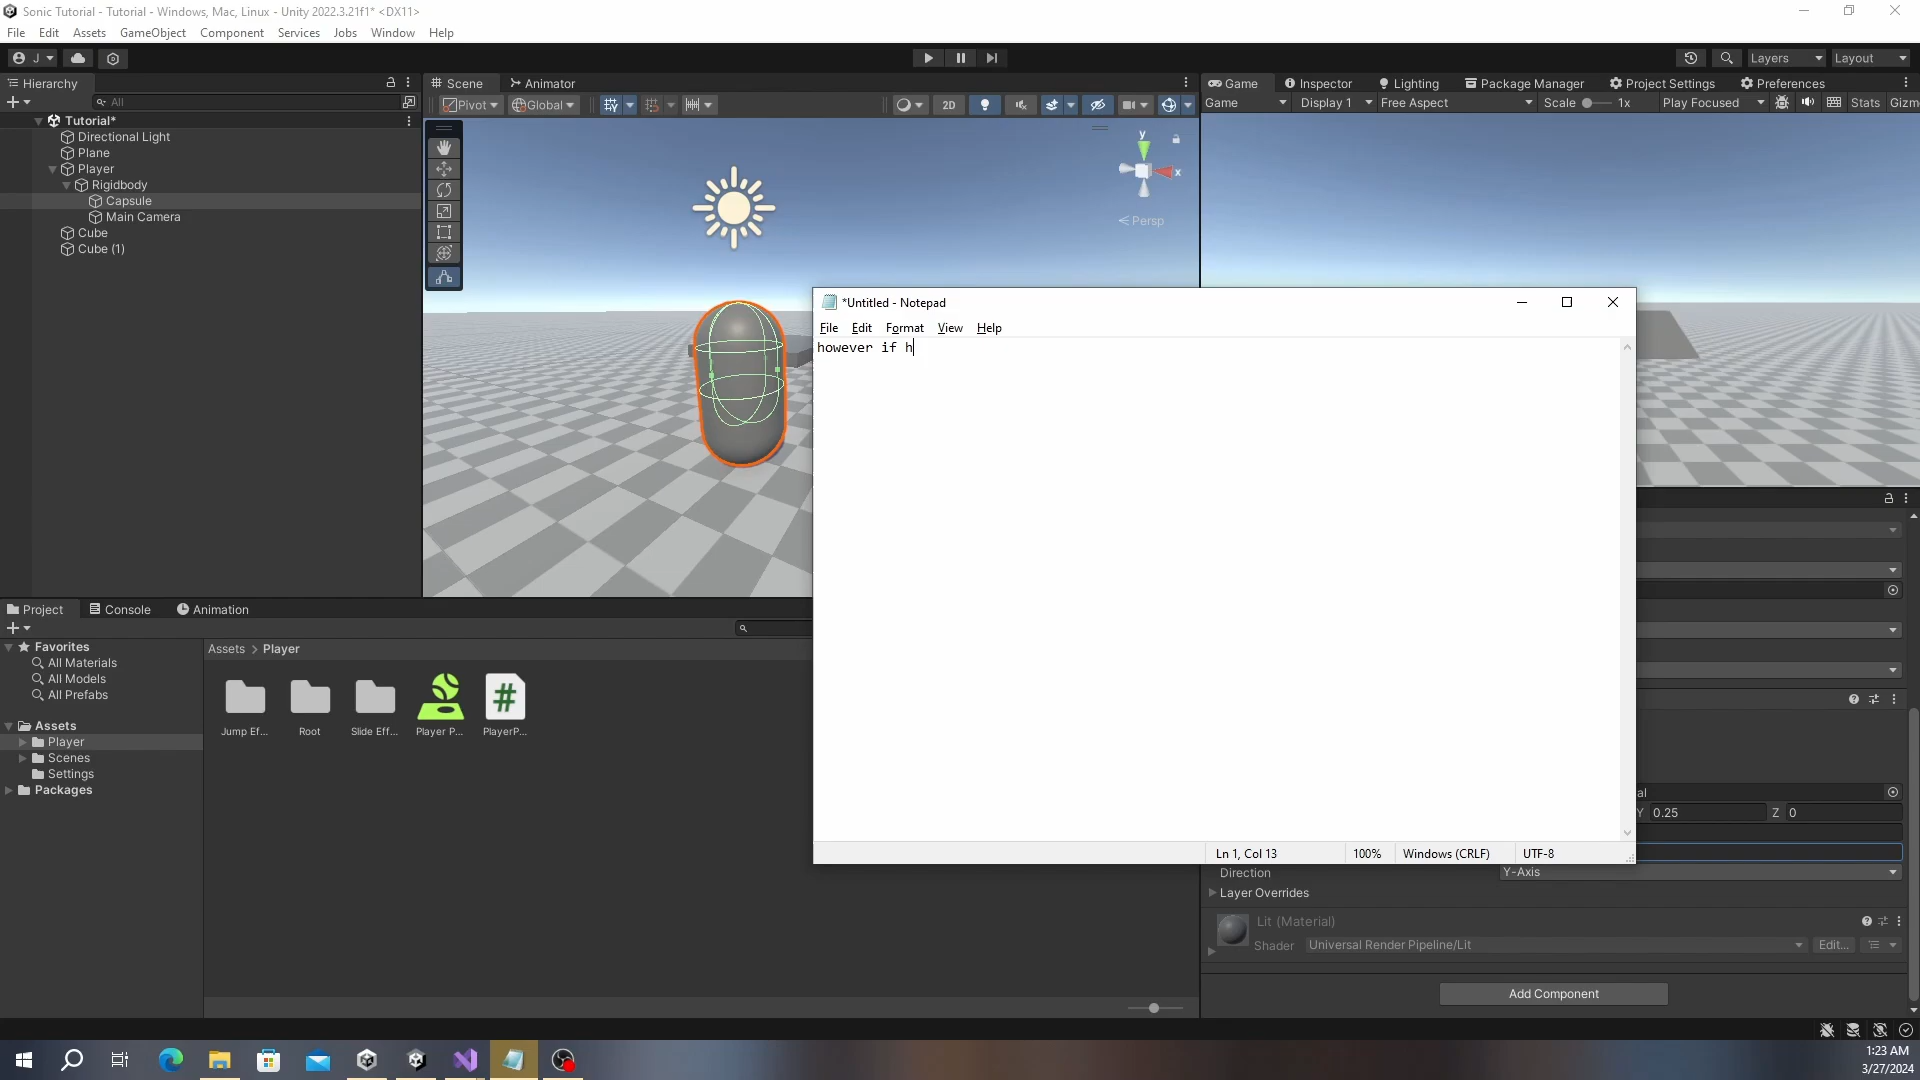 Sonic Tutorial - Tutorial - Windows, Mac, Linux - Unity 2022.3.21f1* <DX11>
File Edit Assets GameObject Component Services Jobs Window Help
J Layers Layout
Hierarchy Scene Animator Game Inspector Lighting Package Manager Project Settings Preferences
All Pivot Global 2D Game Display 1 Free Aspect Scale 1x Play Focused Stats Gizm
Tutorial*
Directional Light
Plane
Player
Rigidbody
Capsule
Main Camera
Cube
Cube (1)
y
x
Persp
*Untitled - Notepad
File Edit Format View Help
however if h
Ln 1, Col 13 100% Windows (CRLF) UTF-8
Project Console Animation
Favorites
All Materials
All Models
All Prefabs
Assets
Player
Scenes
Settings
Packages
Assets > Player
Jump Ef... Root Slide Eff... Player P... PlayerP...
#
al
Y 0.25 Z 0
Direction Y-Axis
Layer Overrides
Lit (Material)
Shader Universal Render Pipeline/Lit Edit...
Add Component
1:23 AM
3/27/2024